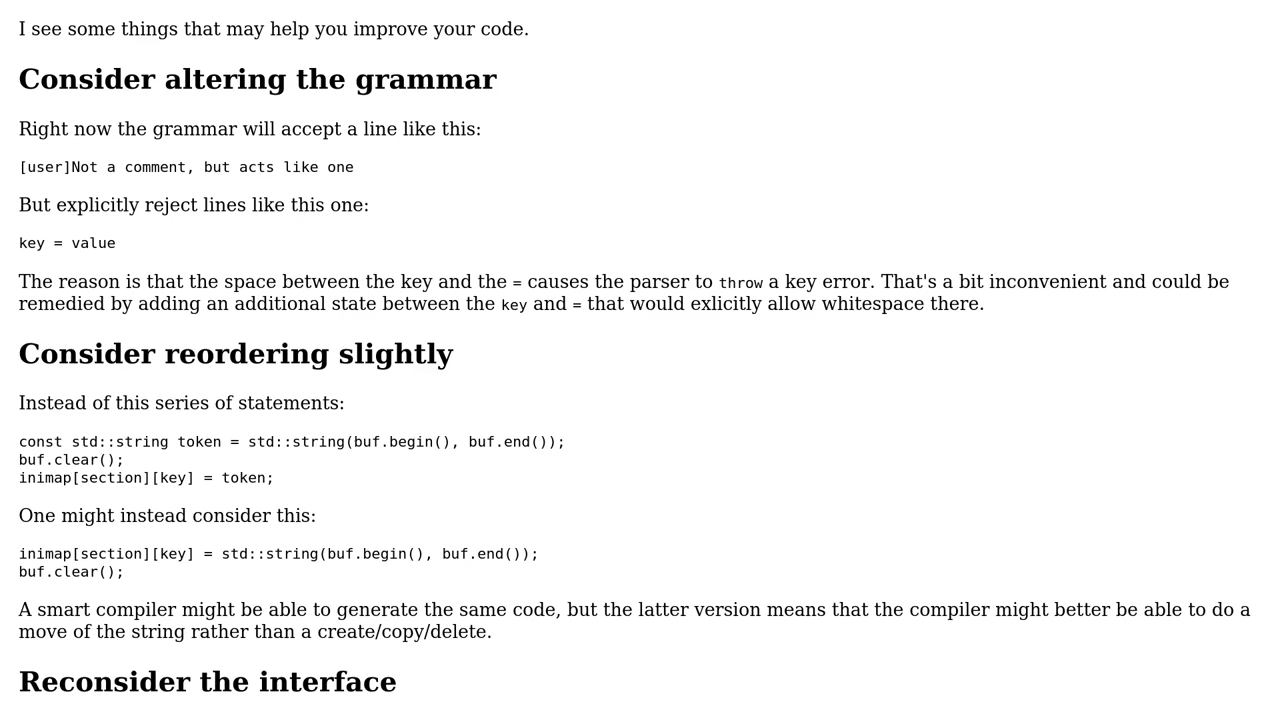 I see some things that may help you improve your code.
Consider altering the grammar
Right now the grammar will accept a line like this:
[user]Not a comment, but acts like one
But explicitly reject lines like this one:
key = value
The reason is that the space between the key and the = causes the parser to throw a key error. That's a bit inconvenient and could be
remedied by adding an additional state between the key and = that would exlicitly allow whitespace there.
Consider reordering slightly
Instead of this series of statements:
const std::string token = std::string(buf.begin(), buf.end());
buf.clear();
inimap[section][key] = token;
One might instead consider this:
inimap[section][key] = std::string(buf.begin(), buf.end());
buf.clear();
A smart compiler might be able to generate the same code, but the latter version means that the compiler might better be able to do a
move of the string rather than a create/copy/delete.
Reconsider the interface